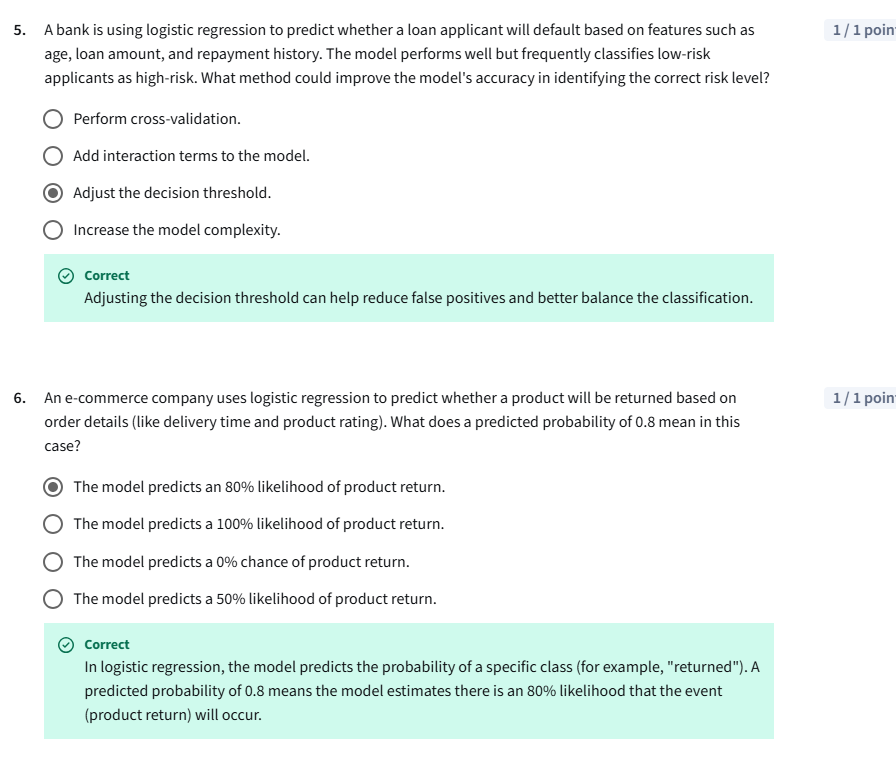 5. A bank is using logistic regression to predict whether a loan applicant will default based on features such as
1 / 1 poin
age, loan amount, and repayment history. The model performs well but frequently classifies low-risk
applicants as high-risk. What method could improve the model's accuracy in identifying the correct risk level?
Perform cross-validation.
Add interaction terms to the model.
Adjust the decision threshold.
Increase the model complexity.
Correct
Adjusting the decision threshold can help reduce false positives and better balance the classification.
6. An e-commerce company uses logistic regression to predict whether a product will be returned based on
1 / 1 poin
order details (like delivery time and product rating). What does a predicted probability of 0.8 mean in this
case?
The model predicts an 80% likelihood of product return.
The model predicts a 100% likelihood of product return.
The model predicts a 0% chance of product return.
The model predicts a 50% likelihood of product return.
Correct
In logistic regression, the model predicts the probability of a specific class (for example, "returned"). A
predicted probability of 0.8 means the model estimates there is an 80% likelihood that the event
(product return) will occur.